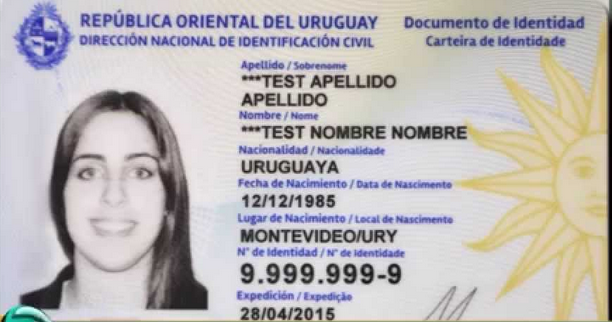 REPÚBLICA ORIENTAL DEL URUGUAY
DIRECCIÓN NACIONAL DE IDENTIFICACIÓN CIVIL
Documento de Identidad
Carteira de Identidade
Apellido / Sobrenome
***TEST APELLIDO
APELLIDO
Nombre / Nome
***TEST NOMBRE NOMBRE
Nacionalidad / Nacionalidade
URUGUAYA
Fecha de Nacimiento / Data de Nascimento
12/12/1985
Lugar de Nacimiento / Local de Nascimento
MONTEVIDEO/URY
N° de Identidad / N° de Identidade
9.999.999-9
Expedición / Expedição
28/04/2015